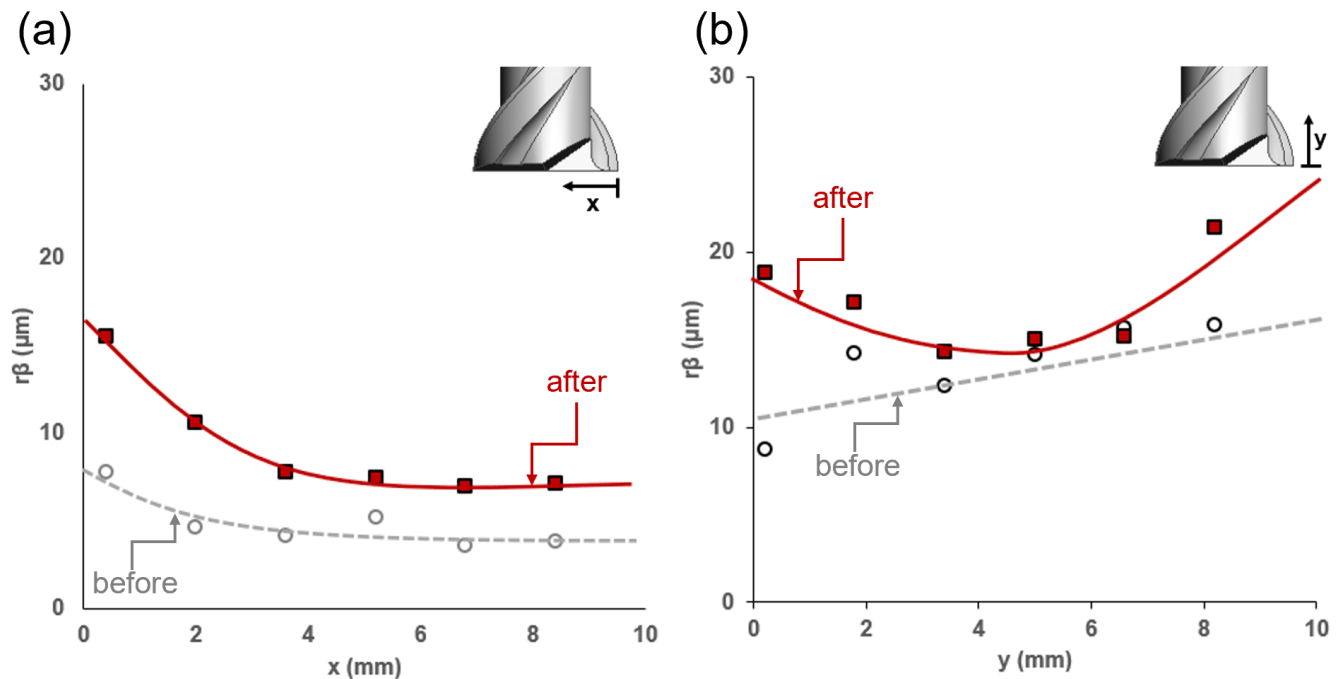 (a)
30
20
10
0
rβ (µm)
0 2 4 6 8 10
x (mm)
x
after
before
(b)
30
20
10
0
rβ (µm)
0 2 4 6 8 10
y (mm)
y
after
before